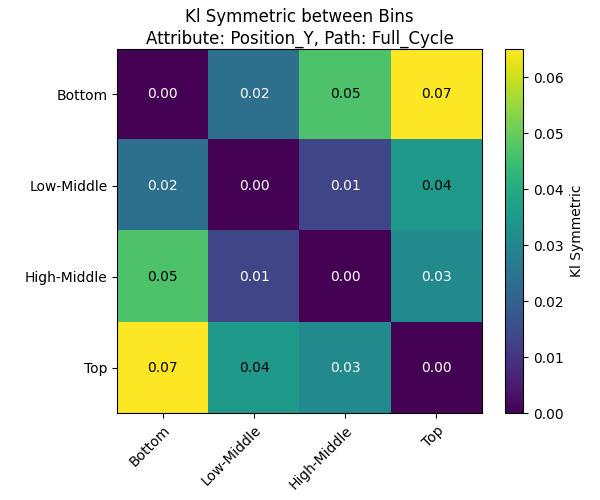 Kl Symmetric between Bins
Attribute: Position_Y, Path: Full_Cycle
Bottom 0.00 0.02 0.05 0.07
Low-Middle 0.02 0.00 0.01 0.04
High-Middle 0.05 0.01 0.00 0.03
Top 0.07 0.04 0.03 0.00
Bottom Low-Middle High-Middle Top
0.06
0.05
0.04
0.03
0.02
0.01
0.00
Kl Symmetric